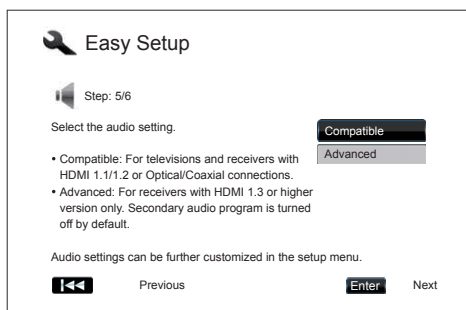 Easy Setup
Step: 5/6
Select the audio setting.
Compatible
Advanced
• Compatible: For televisions and receivers with
HDMI 1.1/1.2 or Optical/Coaxial connections.
• Advanced: For receivers with HDMI 1.3 or higher
version only. Secondary audio program is turned
off by default.
Audio settings can be further customized in the setup menu.
Previous
Enter Next